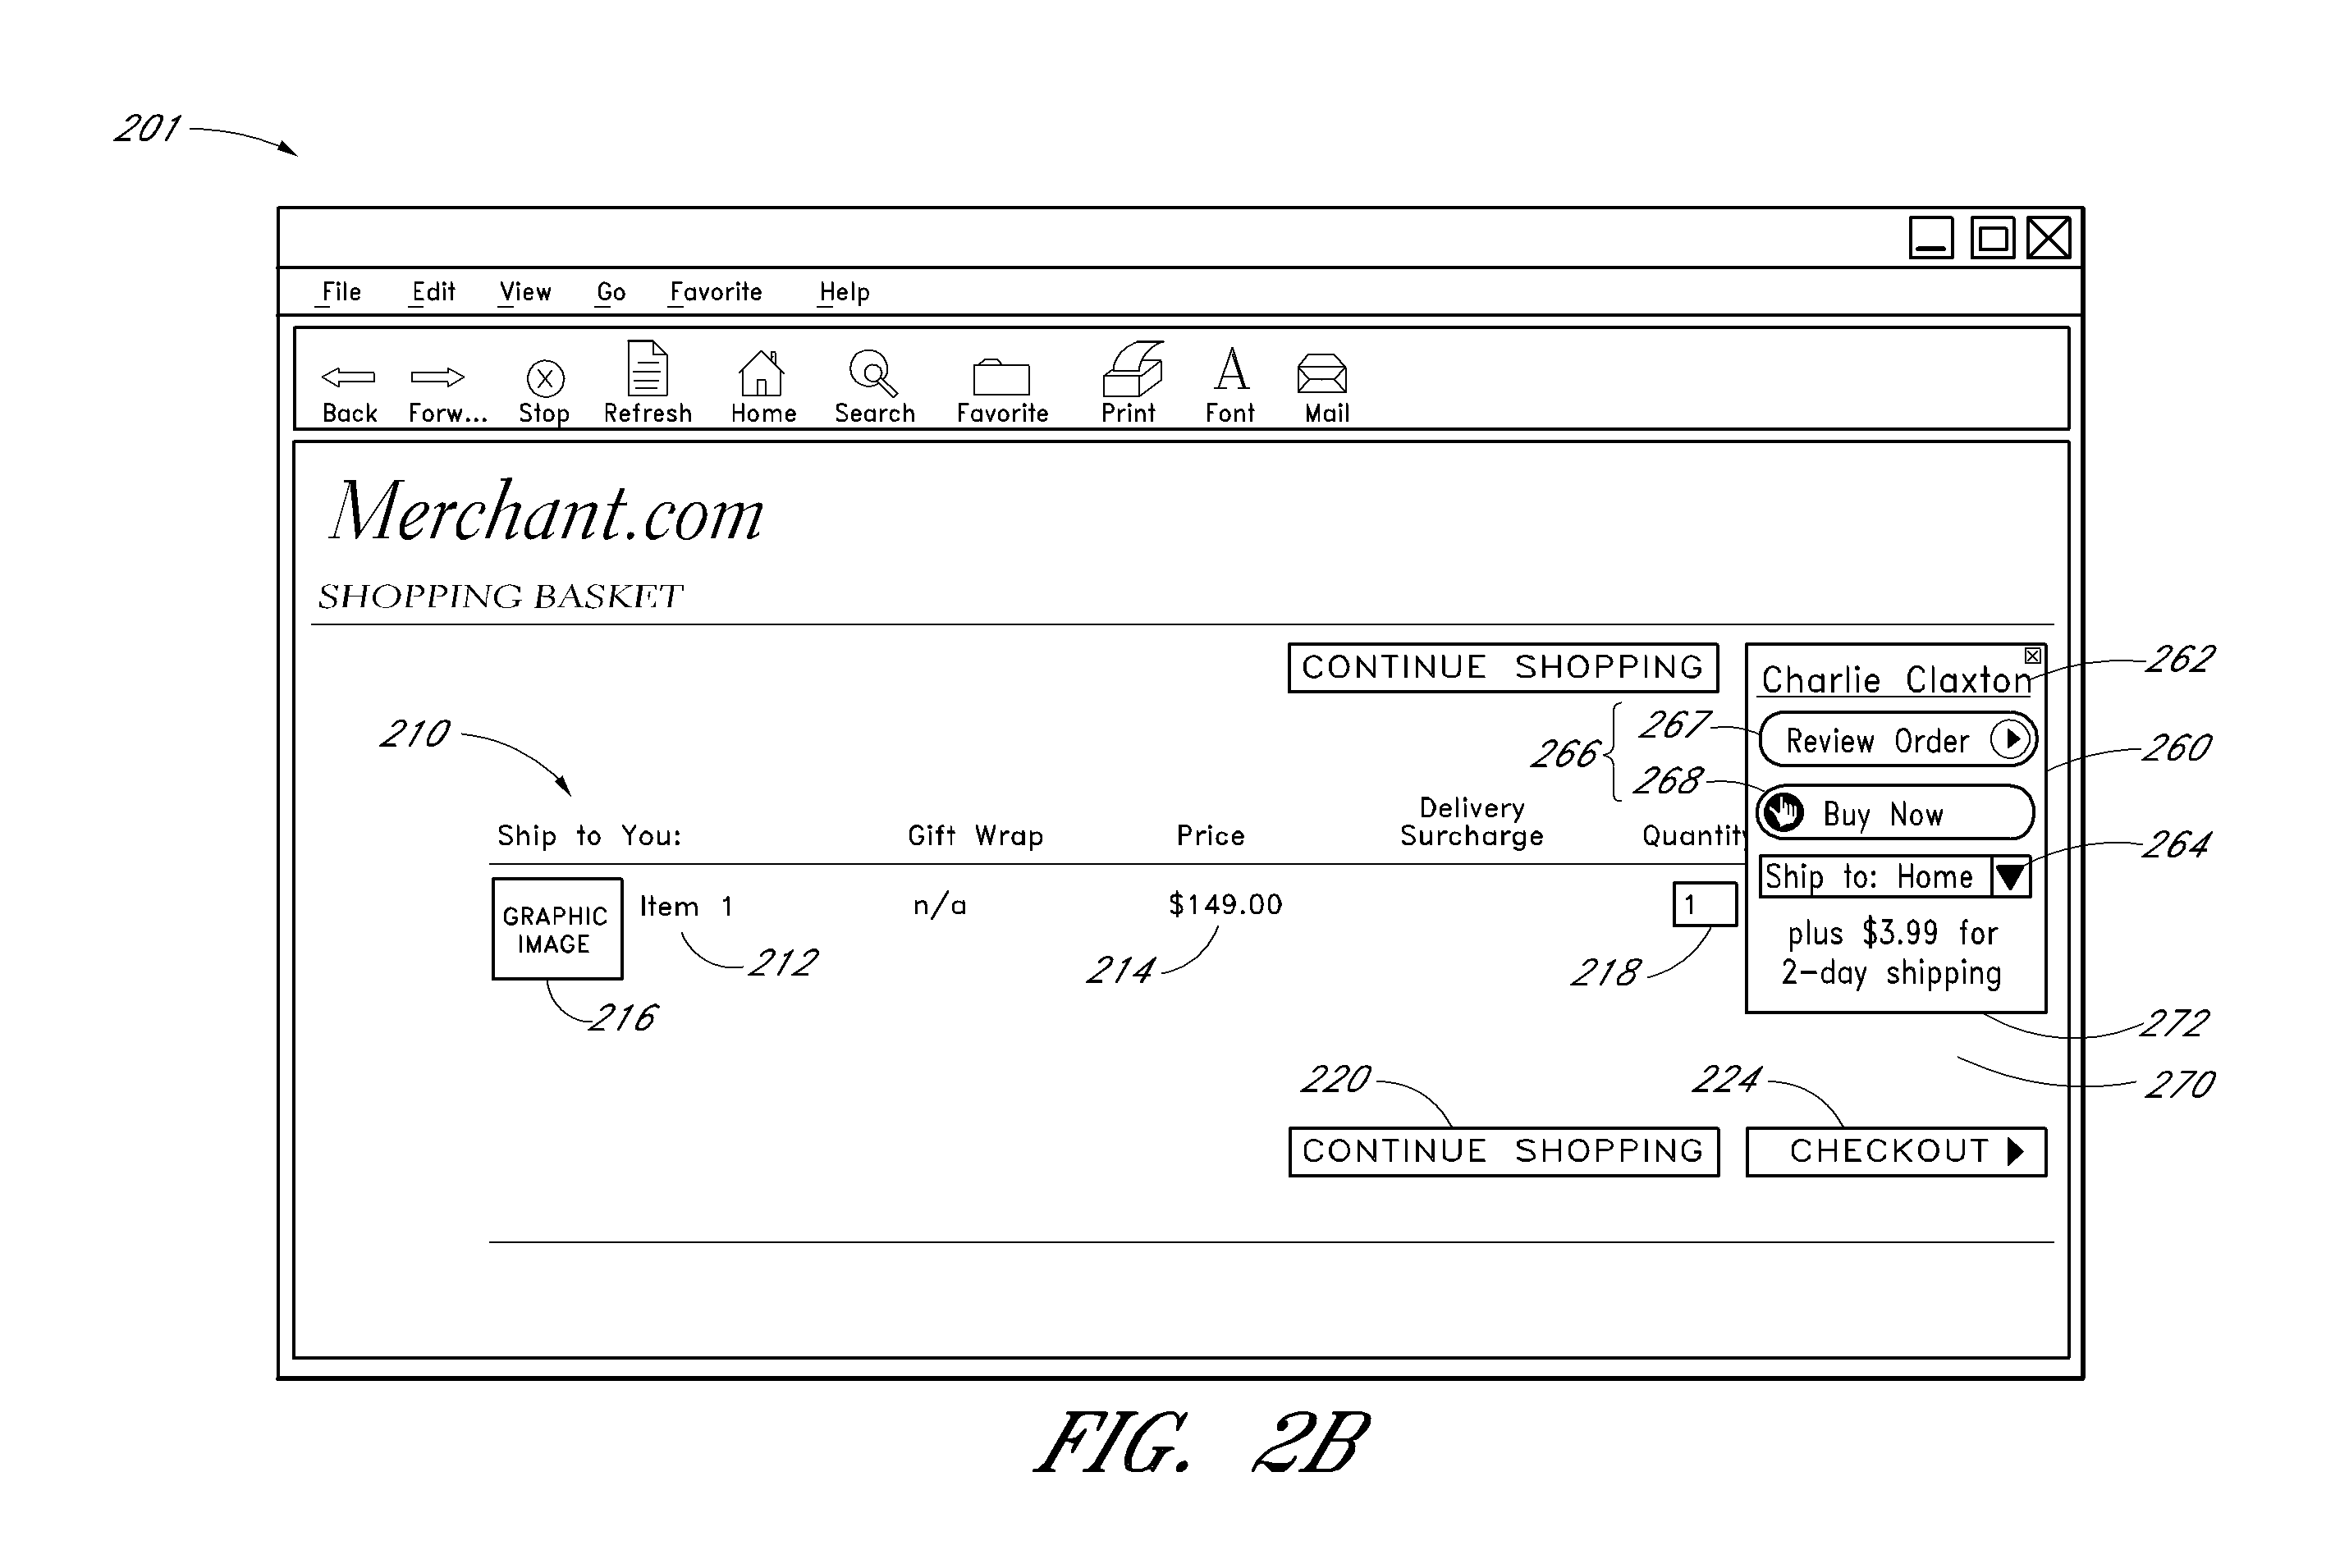 201
File Edit View Go Favorite Help
Back Forw... Stop Refresh Home Search Favorite Print Font Mail
Merchant.com
SHOPPING BASKET
CONTINUE SHOPPING
Charlie Claxton
262
210
266
267
Review Order
260
268
Buy Now
Ship to You: Gift Wrap Price
Delivery
Surcharge
Quantity
Ship to: Home
264
GRAPHIC
IMAGE
Item 1 n/a $149.00 1
plus $3.99 for
2-day shipping
212
214
218
216
272
270
220
224
CONTINUE SHOPPING
CHECKOUT
FIG. 2B